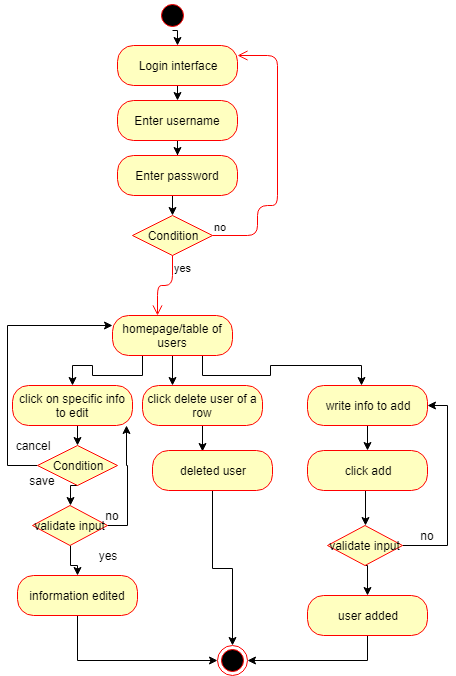 Login interface
Enter username
Enter password
Condition
no
yes
homepage/table of
users
click on specific info
to edit
click delete user of a
row
write info to add
cancel
Condition
save
deleted user
click add
validate input
no
yes
validate input
no
information edited
user added